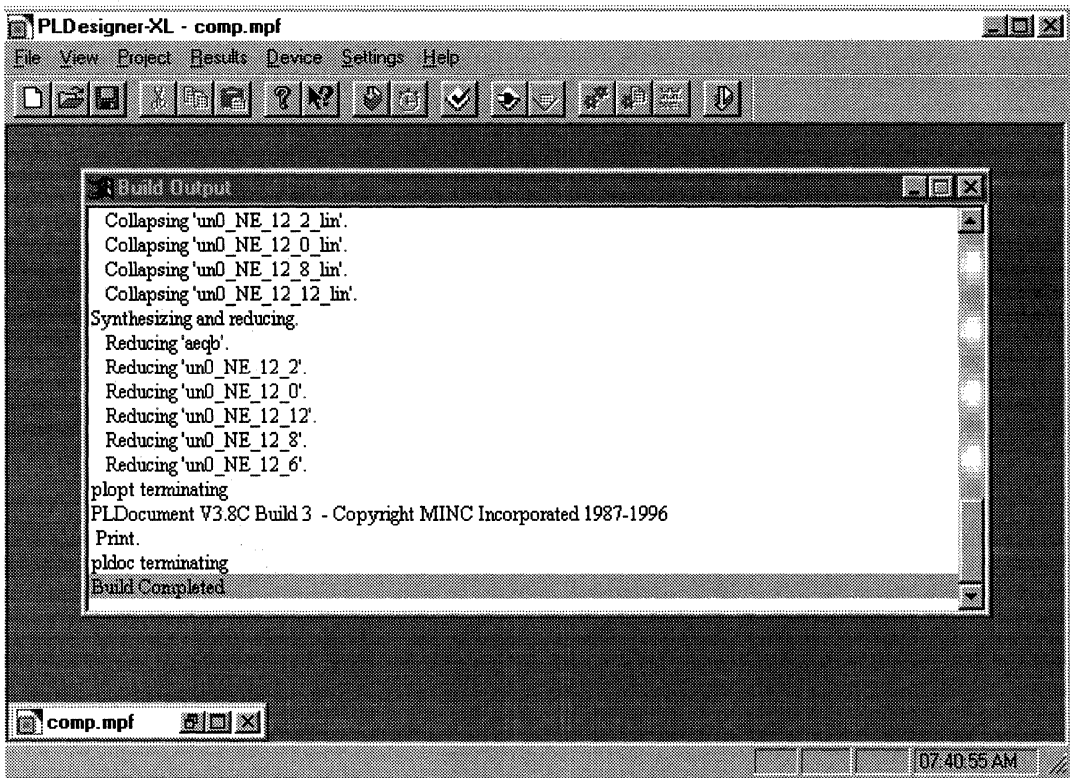 PLDesigner-XL - comp.mpf
File View Project Results Device Settings Help
Build Output
Collapsing 'un0_NE_12_2_lin'.
Collapsing 'un0_NE_12_0_lin'.
Collapsing 'un0_NE_12_8_lin'.
Collapsing 'un0_NE_12_12_lin'.
Synthesizing and reducing.
Reducing 'aeqb'.
Reducing 'un0_NE_12_2'.
Reducing 'un0_NE_12_0'.
Reducing 'un0_NE_12_12'.
Reducing 'un0_NE_12_8'.
Reducing 'un0_NE_12_6'.
plopt terminating
PLDocument V3.8C Build 3 - Copyright MINC Incorporated 1987-1996
Print.
pldoc terminating
Build Completed
comp.mpf
07:40:55 AM